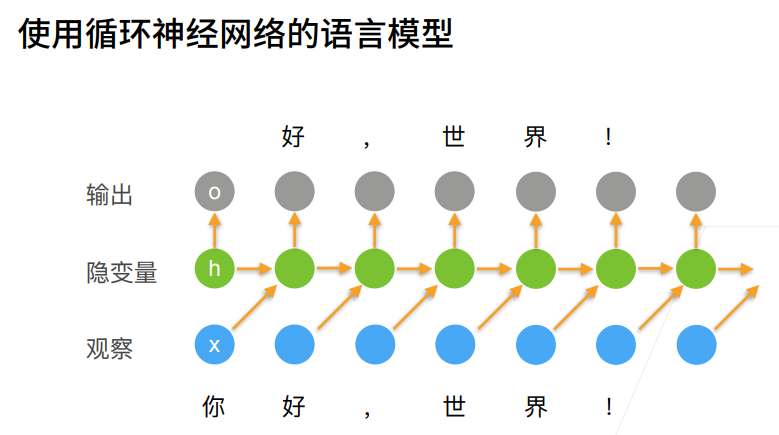 使用循环神经网络的语言模型
好 ， 世 界 ！
输出 o
隐变量 h
观察 x
你 好 ， 世 界 ！